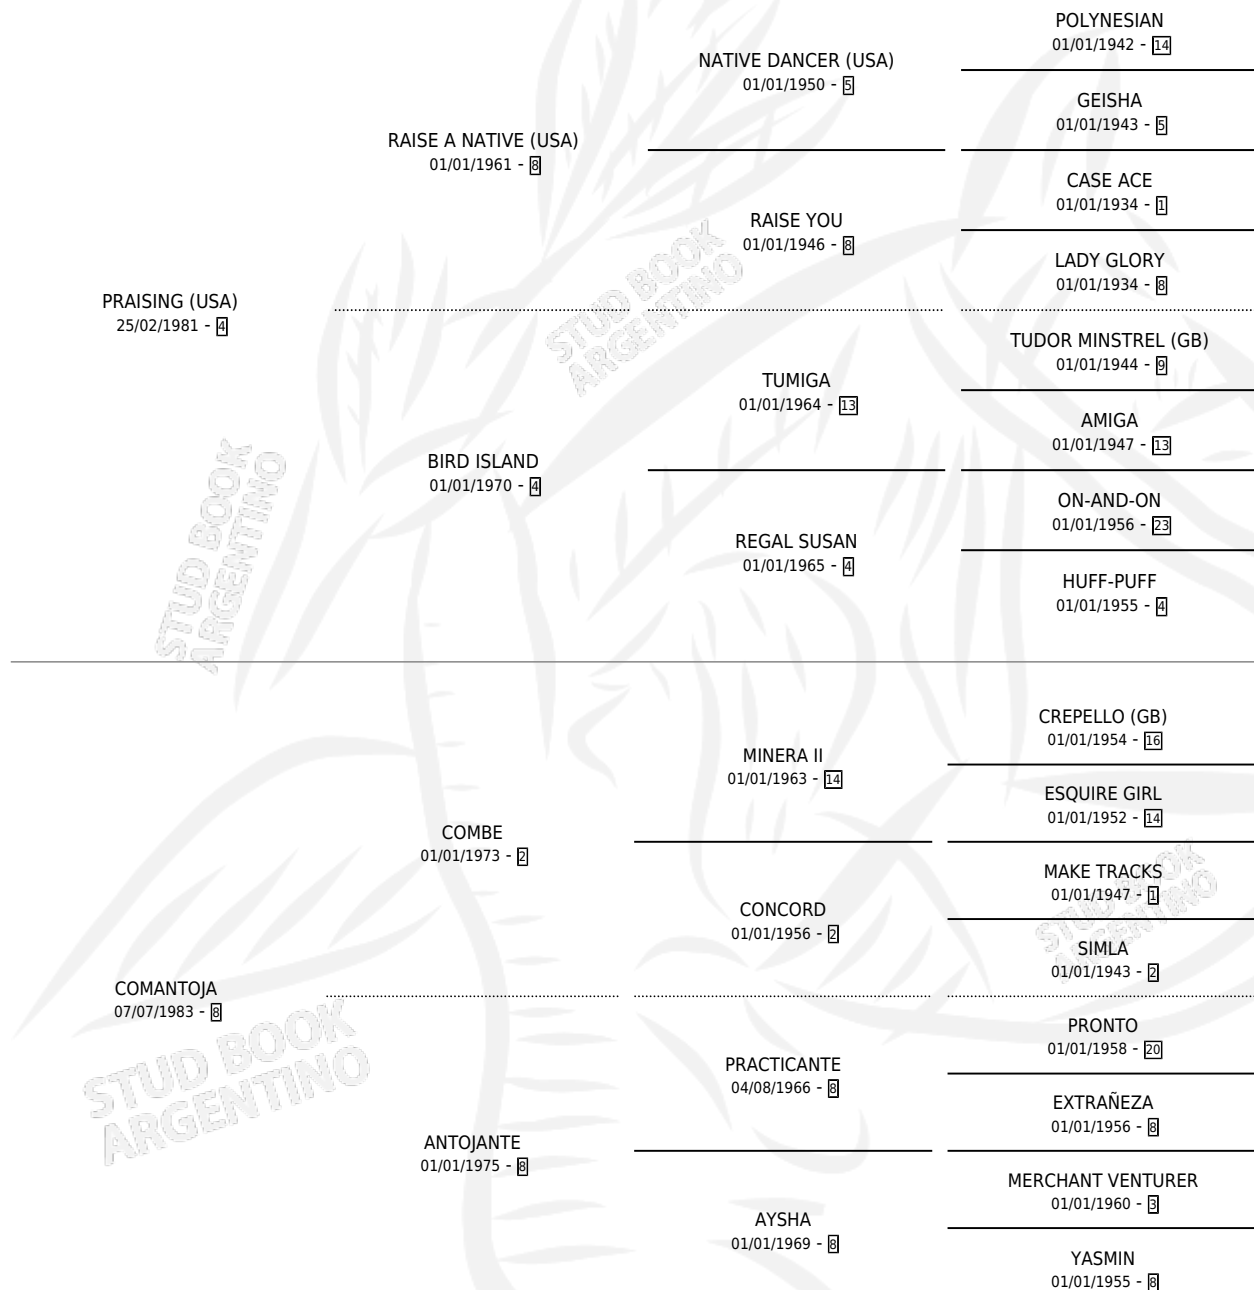 POLYNESIAN
01/01/1942 - 14
NATIVE DANCER (USA)
01/01/1950 - 5
GEISHA
01/01/1943 - 5
RAISE A NATIVE (USA)
01/01/1961 - 8
CASE ACE
01/01/1934 - 1
RAISE YOU
01/01/1946 - 8
LADY GLORY
01/01/1934 - 8
STUD BOOK
ARGENTINO
PRAISING (USA)
25/02/1981 - 4
TUDOR MINSTREL (GB)
01/01/1944 - 9
TUMIGA
01/01/1964 - 13
AMIGA
01/01/1947 - 13
BIRD ISLAND
01/01/1970 - 4
ON-AND-ON
01/01/1956 - 23
REGAL SUSAN
01/01/1965 - 4
HUFF-PUFF
01/01/1955 - 4
STUD BOOK
ARGENTINO
CREPELLO (GB)
01/01/1954 - 16
MINERA II
01/01/1963 - 14
ESQUIRE GIRL
01/01/1952 - 14
COMBE
01/01/1973 - 2
MAKE TRACKS
01/01/1947 - 1
CONCORD
01/01/1956 - 2
SIMLA
01/01/1943 - 2
STUD BOOK
ARGENTINO
COMANTOJA
07/07/1983 - 8
PRONTO
01/01/1958 - 20
PRACTICANTE
04/08/1966 - 8
EXTRAÑEZA
01/01/1956 - 8
STUD BOOK
ARGENTINO
ANTOJANTE
01/01/1975 - 8
MERCHANT VENTURER
01/01/1960 - 3
AYSHA
01/01/1969 - 8
YASMIN
01/01/1955 - 8